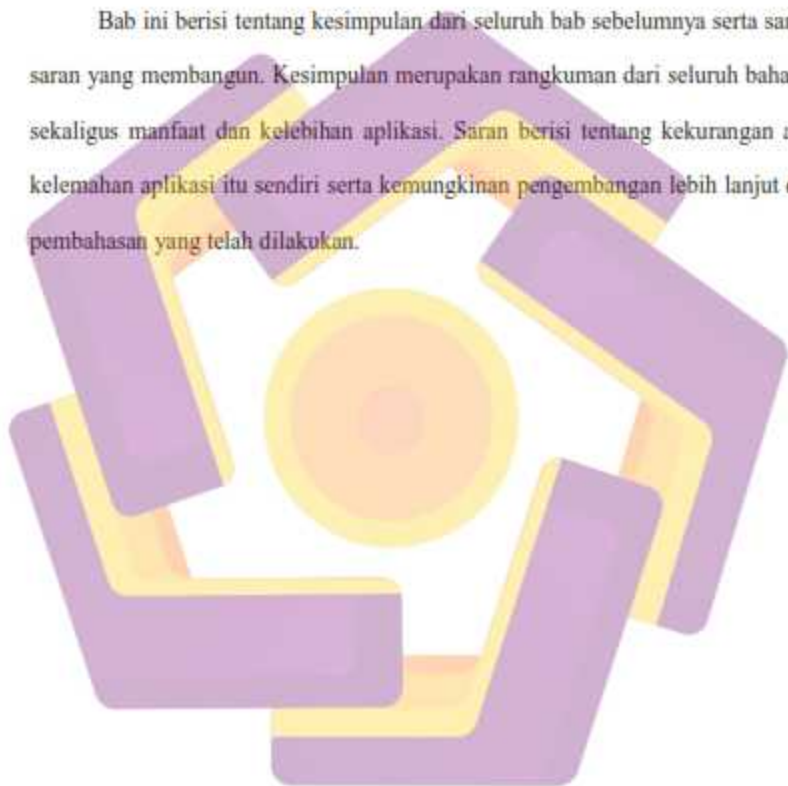 Bab ini berisi tentang kesimpulan dari seluruh bab sebelumnya serta sar
saran yang membangun. Kesimpulan merupakan rangkuman dari seluruh baha
sekaligus manfaat dan kelebihan aplikasi. Saran berisi tentang kekurangan a
kelemahan aplikasi itu sendiri serta kemungkinan pengembangan lebih lanjut
pembahasan yang telah dilakukan.